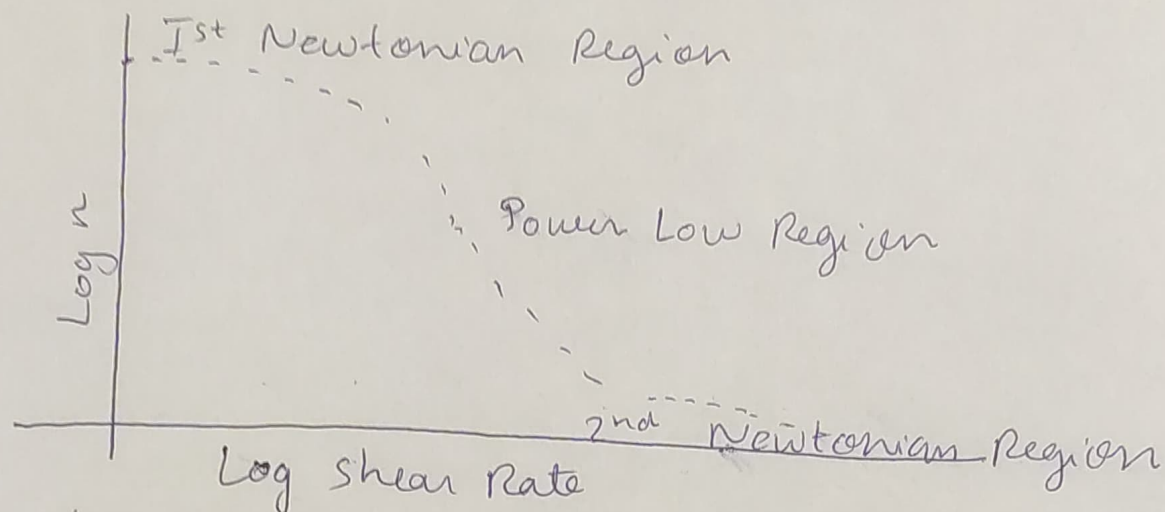 Ist Newtonian Region
Log n
Power Low Region
2nd Newtonian Region
Log Shear Rate